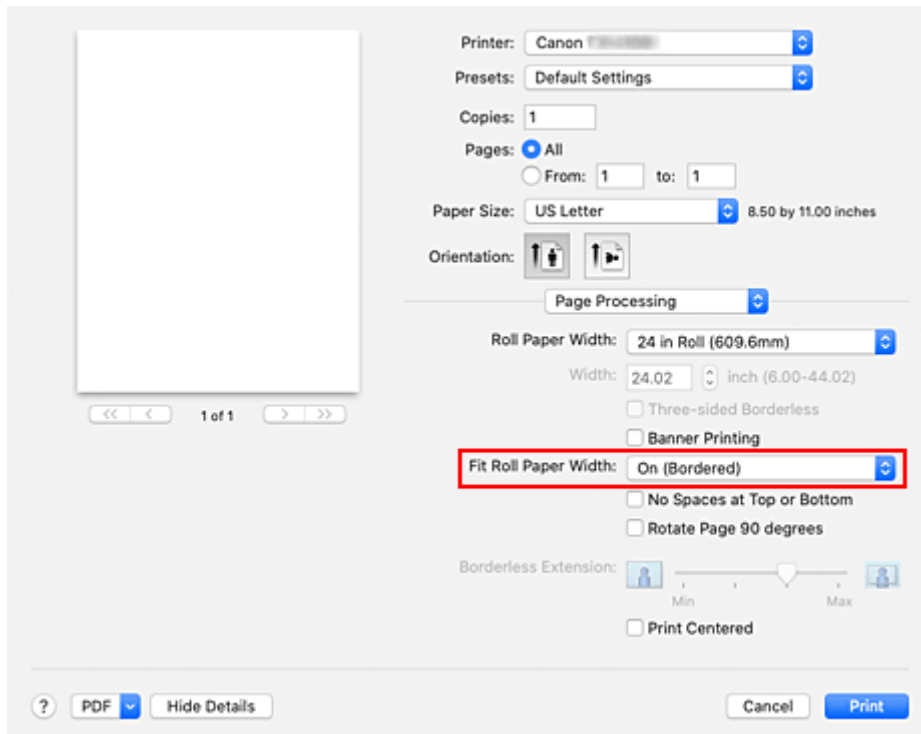 Printer: Canon
Presets: Default Settings
Copies: 1
Pages: All
From: 1 to: 1
Paper Size: US Letter 8.50 by 11.00 inches
Orientation:
Page Processing
Roll Paper Width: 24 in Roll (609.6mm)
Width: 24.02 inch (6.00-44.02)
Three-sided Borderless
<< < 1 of 1 > >>
Banner Printing
Fit Roll Paper Width: On (Bordered)
No Spaces at Top or Bottom
Rotate Page 90 degrees
Borderless Extension:
Min Max
Print Centered
? PDF Hide Details Cancel Print